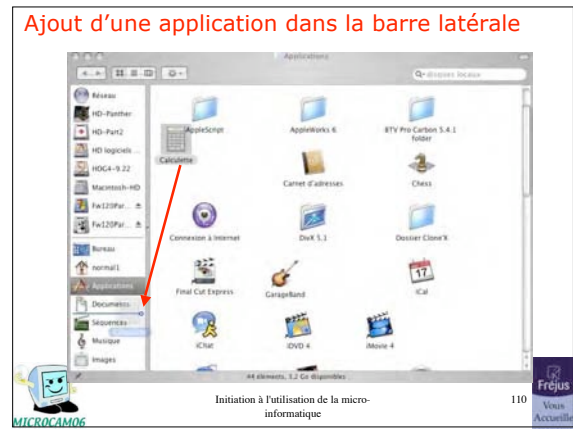 Ajout d'une application dans la barre latérale
Applications
Q- disques locaux
Réseau
HD-Panther
HD-Part2
HD logiciels ...
HDG4-9.22
Macintosh-HD
Fw120Par...
Fw120Par...
Bureau
normal1
Applications
Documents
Séquences
Musique
Images
AppleScript
AppleWorks 6
BTV Pro Carbon 5.4.1
folder
Calculette
Carnet d'adresses
Chess
Connexion à Internet
DivX 5.1
Dossier Clone'X
Final Cut Express
GarageBand
17
iCal
iChat
iDVD 4
iMovie 4
44 éléments, 3,2 Go disponibles
MICROCAM06
Initiation à l'utilisation de la micro-
informatique
110
Fréjus
Vous
Accueille